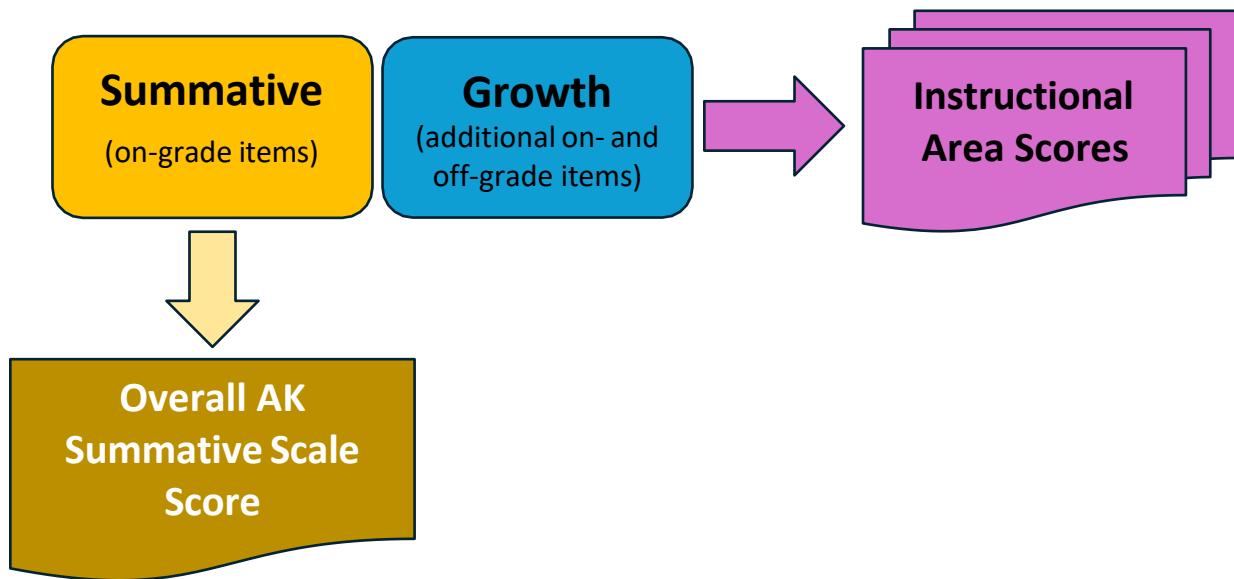 Summative
(on-grade items)
Growth
(additional on- and
off-grade items)
Instructional
Area Scores
Overall AK
Summative Scale
Score